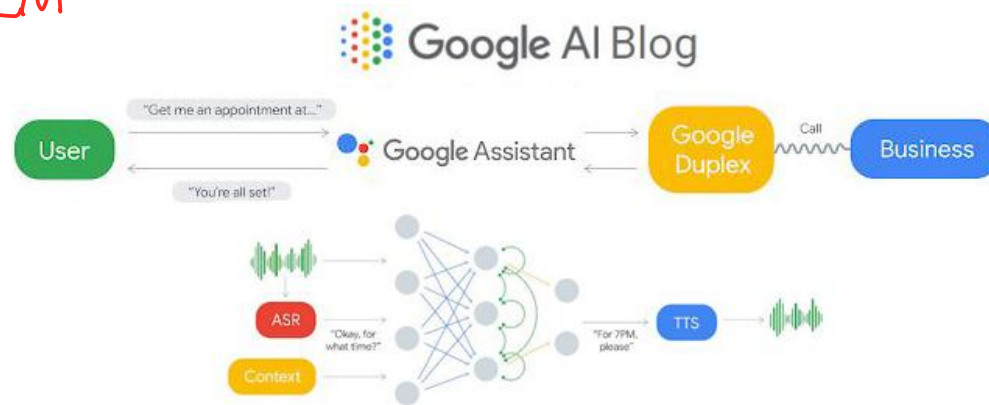 Google AI Blog
"Get me an appointment at..."
User
Google Assistant
Google
Duplex
Call
Business
"You're all set!"
ASR
"Okay, for
what time?"
Context
"For 7PM,
please"
TTS